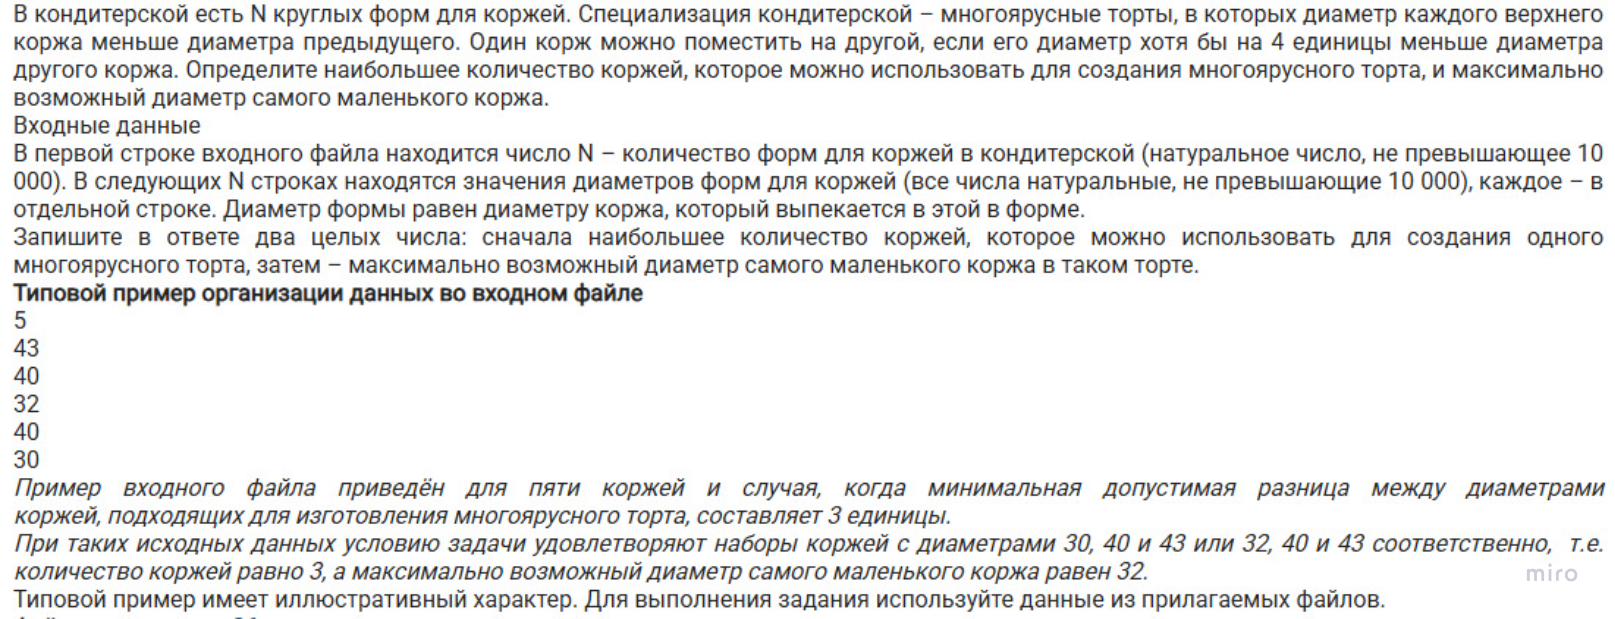 В кондитерской есть N круглых форм для коржей. Специализация кондитерской – многоярусные торты, в которых диаметр каждого верхнего
коржа меньше диаметра предыдущего. Один корж можно поместить на другой, если его диаметр хотя бы на 4 единицы меньше диаметра
другого коржа. Определите наибольшее количество коржей, которое можно использовать для создания многоярусного торта, и максимально
возможный диаметр самого маленького коржа.
Входные данные
В первой строке входного файла находится число N – количество форм для коржей в кондитерской (натуральное число, не превышающее 10
000). В следующих N строках находятся значения диаметров форм для коржей (все числа натуральные, не превышающие 10 000), каждое – в
отдельной строке. Диаметр формы равен диаметру коржа, который выпекается в этой в форме.
Запишите в ответе два целых числа: сначала наибольшее количество коржей, которое можно использовать для создания одного
многоярусного торта, затем – максимально возможный диаметр самого маленького коржа в таком торте.
Типовой пример организации данных во входном файле
5
43
40
32
40
30
Пример входного файла приведён для пяти коржей и случая, когда минимальная допустимая разница между диаметрами
коржей, подходящих для изготовления многоярусного торта, составляет 3 единицы.
При таких исходных данных условию задачи удовлетворяют наборы коржей с диаметрами 30, 40 и 43 или 32, 40 и 43 соответственно, т.е.
количество коржей равно 3, а максимально возможный диаметр самого маленького коржа равен 32.
miro
Типовой пример имеет иллюстративный характер. Для выполнения задания используйте данные из прилагаемых файлов.